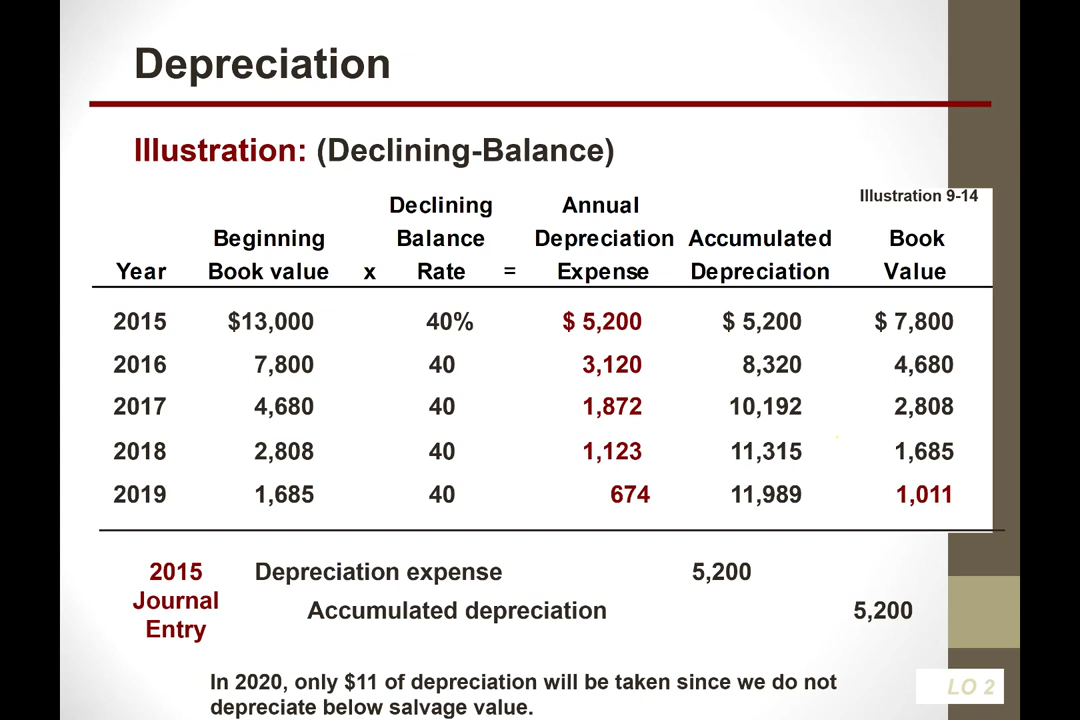 Depreciation
Illustration: (Declining-Balance)
Illustration 9-14
Declining Annual
Beginning Balance Depreciation Accumulated Book
Year Book value x Rate = Expense Depreciation Value
2015 $13,000 40% $ 5,200 $ 5,200 $ 7,800
2016 7,800 40 3,120 8,320 4,680
2017 4,680 40 1,872 10,192 2,808
2018 2,808 40 1,123 11,315 1,685
2019 1,685 40 674 11,989 1,011
2015 Depreciation expense 5,200
Journal
Accumulated depreciation 5,200
Entry
In 2020, only $11 of depreciation will be taken since we do not
depreciate below salvage value.
LO 2